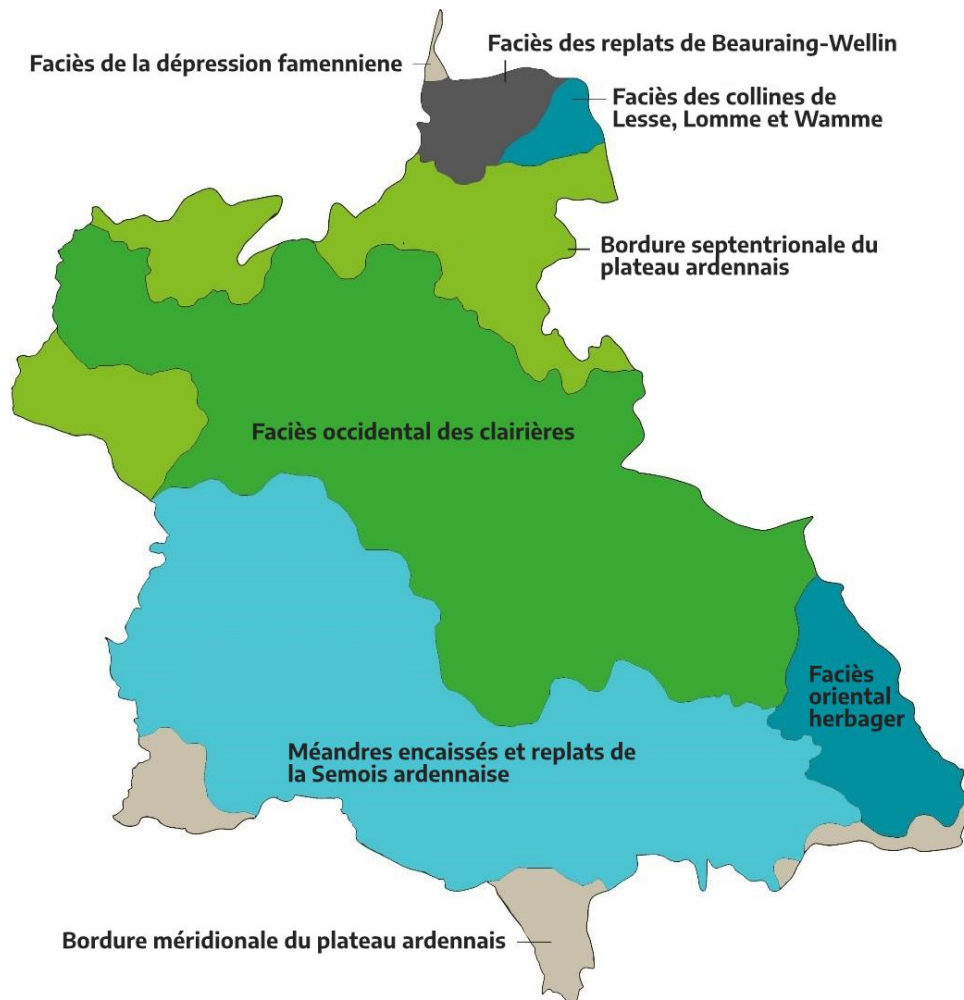 Faciès des replats de Beauraing-Wellin
Faciès de la dépression famenniene
Faciès des collines de
Lesse, Lomme et Wamme
Bordure septentrionale du
plateau ardennais
Faciès occidental des clairières
Faciès
oriental
herbager
Méandres encaissés et replats de
la Semois ardennaise
Bordure méridionale du plateau ardennais